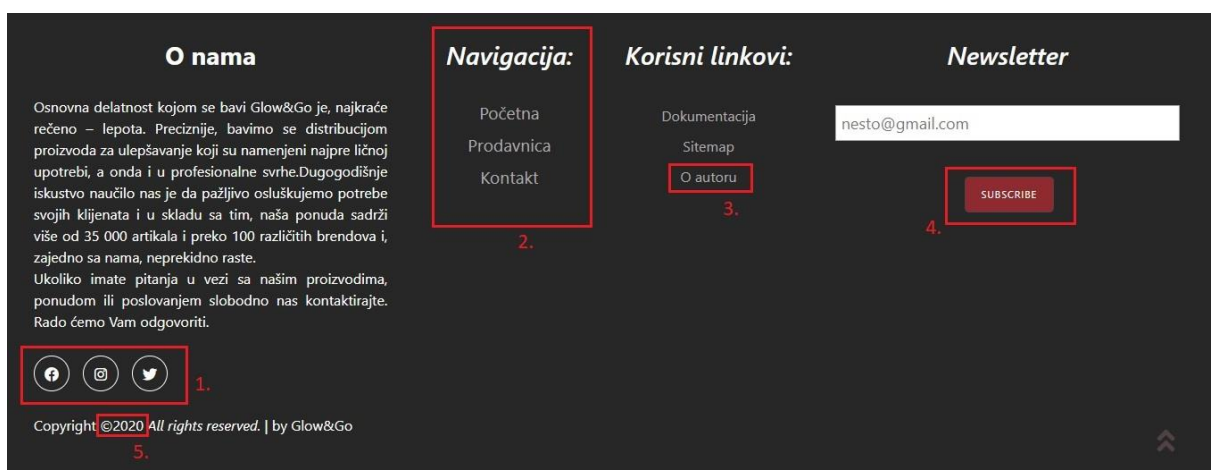 O nama
Osnovna delatnost kojom se bavi Glow&Go je, najkraće
rečeno – lepota. Preciznije, bavimo se distribucijom
proizvoda za ulepšavanje koji su namenjeni najpre ličnoj
upotrebi, a onda i u profesionalne svrhe.Dugogodišnje
iskustvo naučilo nas je da pažljivo osluškujemo potrebe
svojih klijenata i u skladu sa tim, naša ponuda sadrži
više od 35 000 artikala i preko 100 različitih brendova i,
zajedno sa nama, neprekidno raste.
Ukoliko imate pitanja u vezi sa našim proizvodima,
ponudom ili poslovanjem slobodno nas kontaktirajte.
Rado ćemo Vam odgovoriti.
1.
Copyright ©2020 All rights reserved. | by Glow&Go
5.
Navigacija:
Početna
Prodavnica
Kontakt
2.
Korisni linkovi:
Dokumentacija
Sitemap
O autoru
3.
Newsletter
nesto@gmail.com
SUBSCRIBE
4.